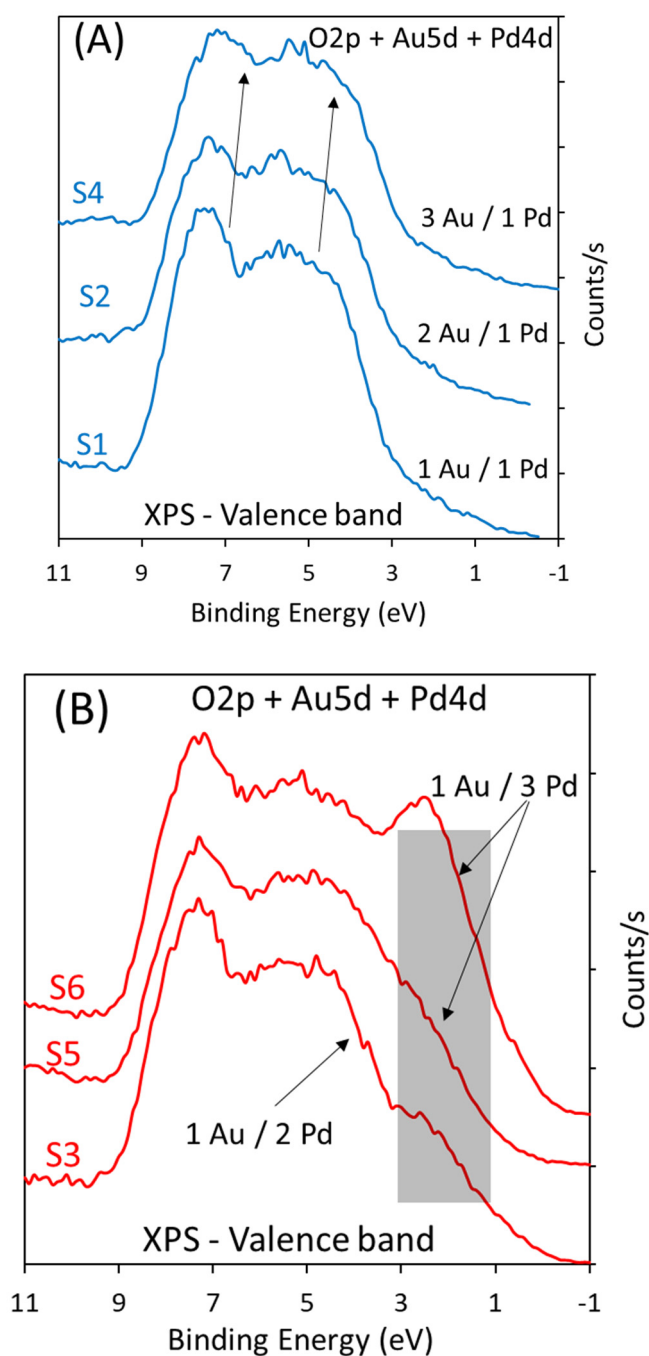 (A)
O2p + Au5d + Pd4d
S4
3 Au / 1 Pd
S2
2 Au / 1 Pd
S1
1 Au / 1 Pd
XPS - Valence band
Counts/s
11 9 7 5 3 1 -1
Binding Energy (eV)
(B)
O2p + Au5d + Pd4d
1 Au / 3 Pd
S6
S5
1 Au / 2 Pd
S3
XPS - Valence band
Counts/s
11 9 7 5 3 1 -1
Binding Energy (eV)